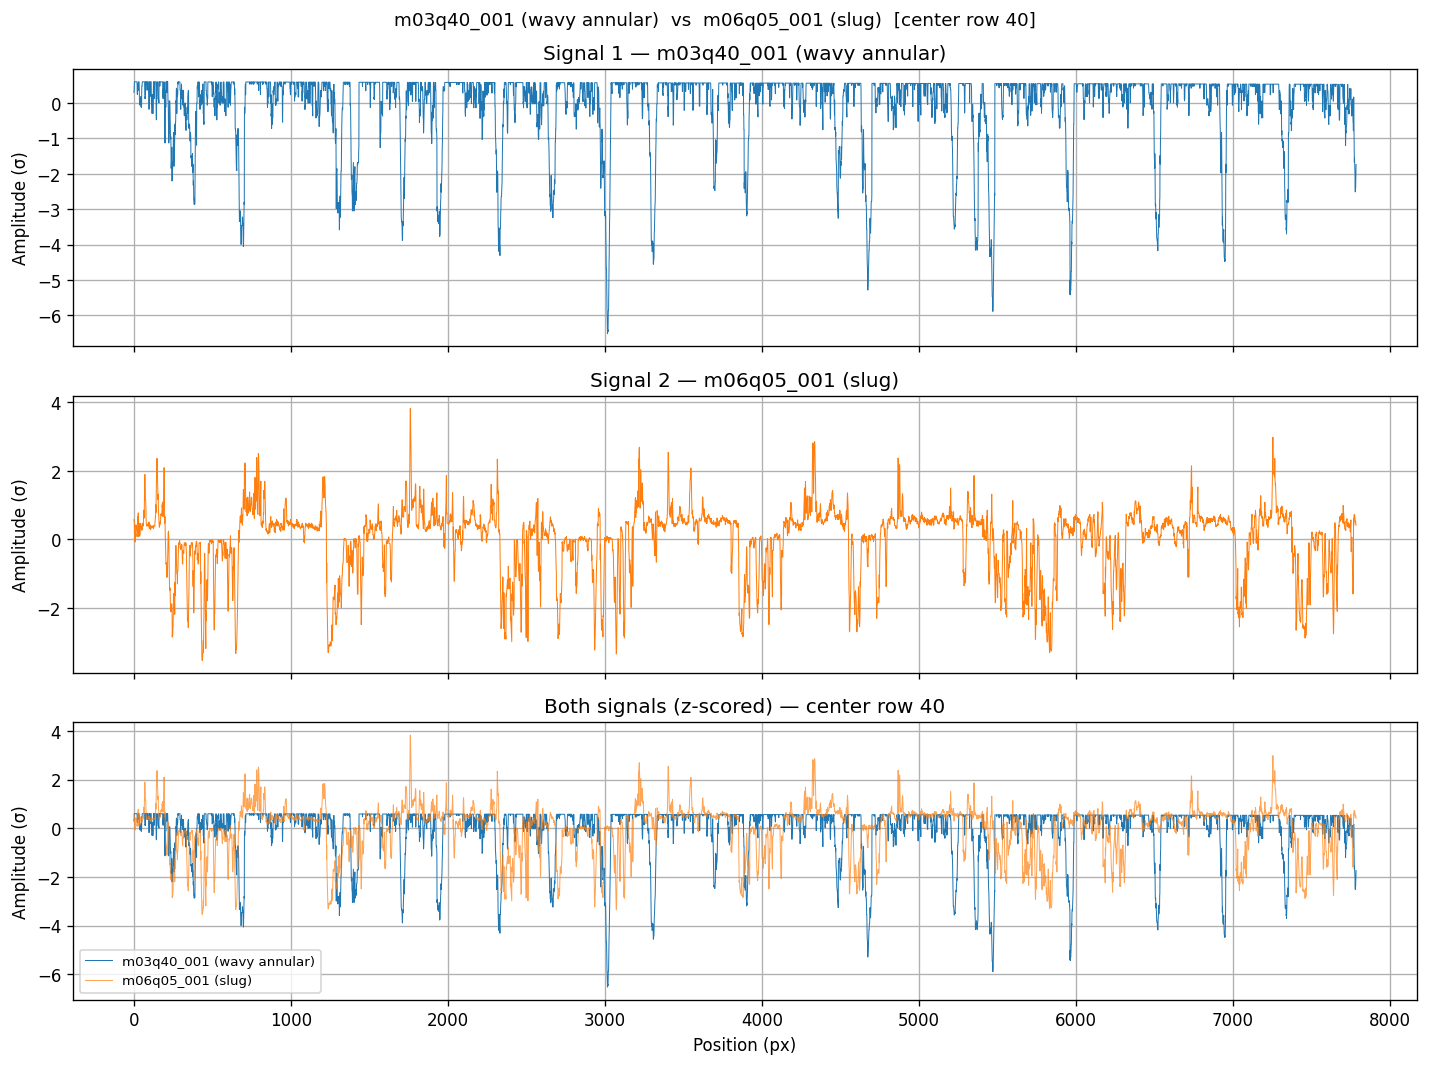 m03q40_001 (wavy annular)  vs  m06q05_001 (slug)  [center row 40]
Signal 1 — m03q40_001 (wavy annular)
Amplitude (σ)
0
−1
−2
−3
−4
−5
−6
Signal 2 — m06q05_001 (slug)
Amplitude (σ)
4
2
0
−2
Both signals (z-scored) — center row 40
Amplitude (σ)
4
2
0
−2
−4
−6
m03q40_001 (wavy annular)
m06q05_001 (slug)
0 1000 2000 3000 4000 5000 6000 7000 8000
Position (px)